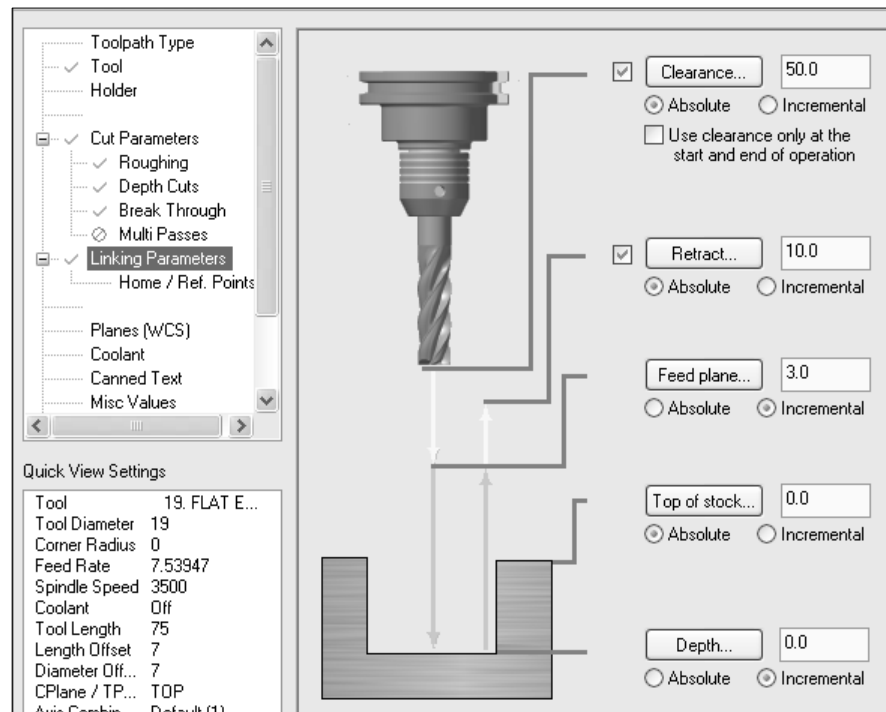 Toolpath Type
Tool
Holder
Cut Parameters
Roughing
Depth Cuts
Break Through
Multi Passes
Linking Parameters
Home / Ref. Points
Planes (WCS)
Coolant
Canned Text
Misc Values
Quick View Settings
Tool 19. FLAT E...
Tool Diameter 19
Corner Radius 0
Feed Rate 7.53947
Spindle Speed 3500
Coolant Off
Tool Length 75
Length Offset 7
Diameter Off... 7
CPlane / TP... TOP
Axis Combin... Default (1)
Clearance... 50.0
Absolute Incremental
Use clearance only at the
start and end of operation
Retract... 10.0
Absolute Incremental
Feed plane... 3.0
Absolute Incremental
Top of stock... 0.0
Absolute Incremental
Depth... 0.0
Absolute Incremental